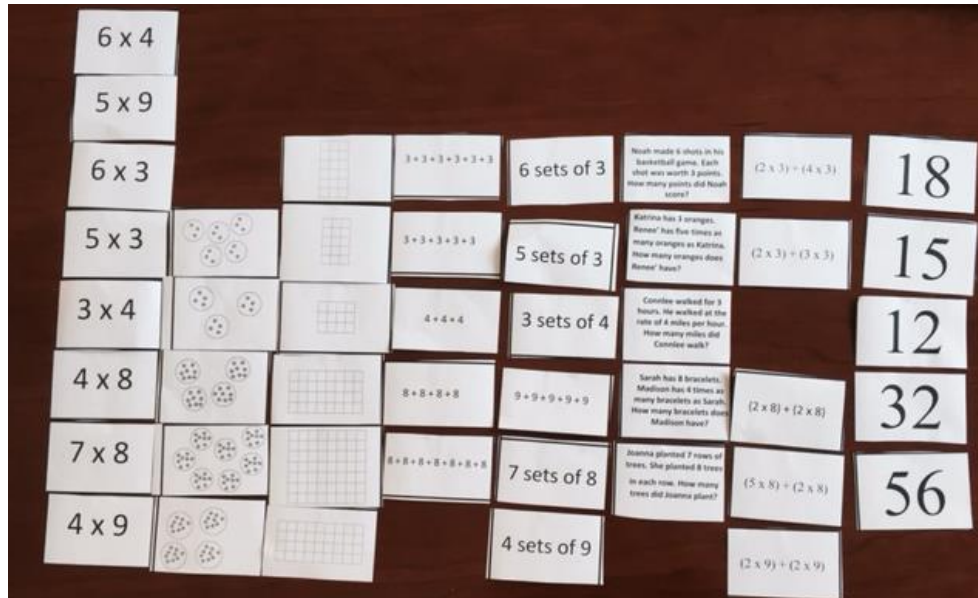 6 x 4
5 x 9
6 x 3
3 + 3 + 3 + 3 + 3 + 3
6 sets of 3
Noah made 6 shots in his
basketball game. Each
shot was worth 3 points.
How many points did Noah
score?
(2 x 3) + (4 x 3)
18
5 x 3
3 + 3 + 3 + 3 + 3
5 sets of 3
Katrina has 3 oranges.
Renee' has five times as
many oranges as Katrina.
How many oranges does
Renee' have?
(2 x 3) + (3 x 3)
15
3 x 4
4 + 4 + 4
3 sets of 4
Connlee walked for 3
hours. He walked at the
rate of 4 miles per hour.
How many miles did
Connlee walk?
12
4 x 8
8 + 8 + 8 + 8
9 + 9 + 9 + 9 + 9
Sarah has 8 bracelets.
Madison has 4 times as
many bracelets as Sarah.
How many bracelets does
Madison have?
(2 x 8) + (2 x 8)
32
7 x 8
8 + 8 + 8 + 8 + 8 + 8 + 8
7 sets of 8
Joanna planted 7 rows of
trees. She planted 8 trees
in each row. How many
trees did Joanna plant?
(5 x 8) + (2 x 8)
56
4 x 9
4 sets of 9
(2 x 9) + (2 x 9)